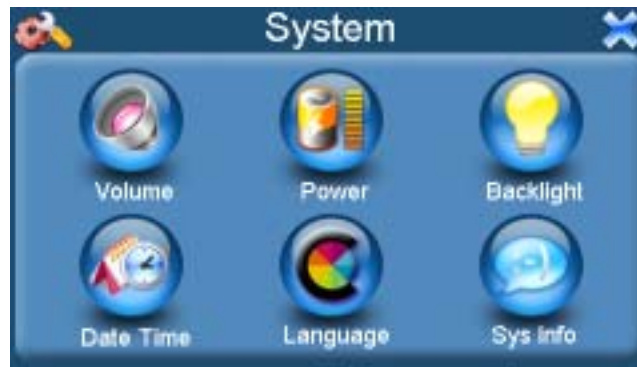 System
Volume
Power
Backlight
Date Time
Language
Sys Info